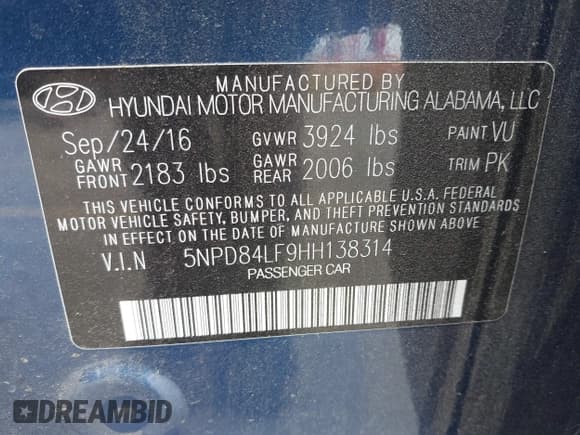 MANUFACTURED BY
HYUNDAI MOTOR MANUFACTURING ALABAMA, LLC
Sep/24/16 GVWR 3924 lbs PAINT VU
GAWR FRONT 2183 lbs GAWR REAR 2006 lbs TRIM PK
THIS VEHICLE CONFORMS TO ALL APPLICABLE U.S.A. FEDERAL
MOTOR VEHICLE SAFETY, BUMPER, AND THEFT PREVENTION STANDARDS
IN EFFECT ON THE DATE OF MANUFACTURE SHOWN ABOVE
V.I.N 5NPD84LF9HH138314
PASSENGER CAR
DREAMBID